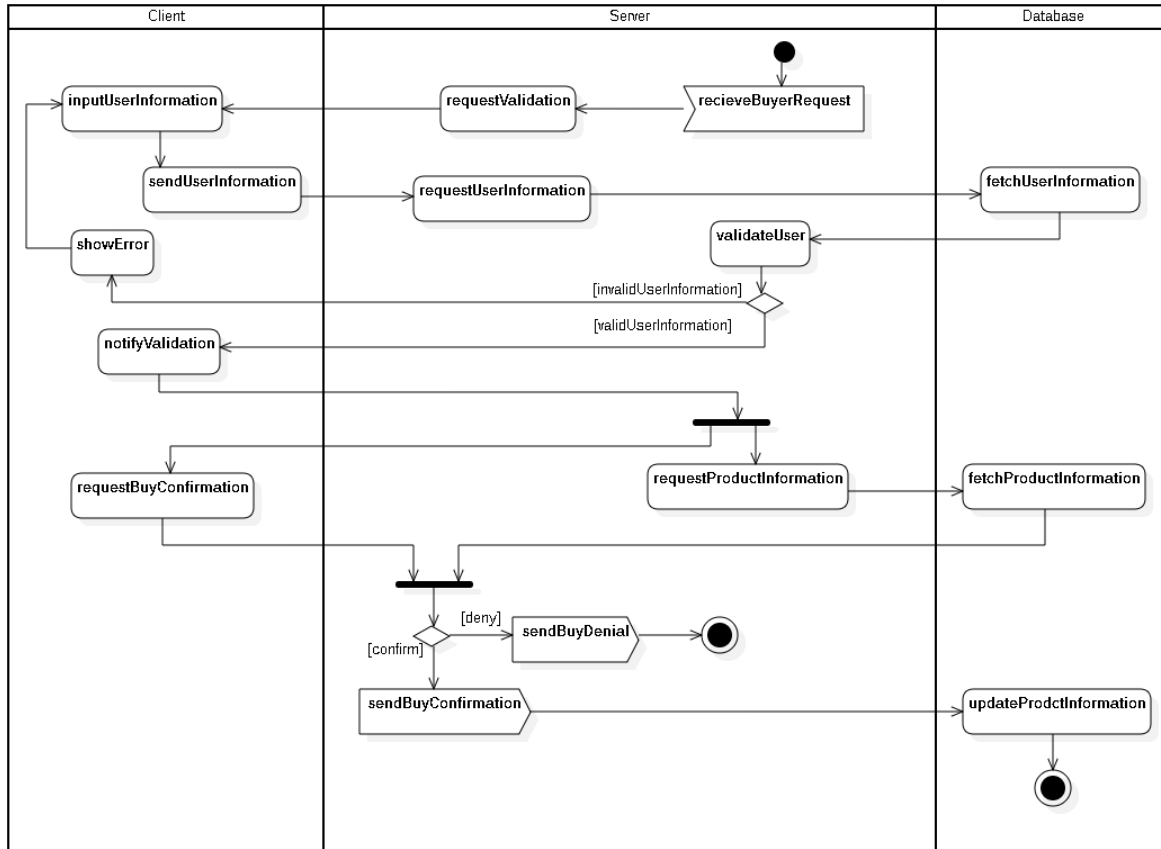 Client
Server
Database
inputUserInformation
requestValidation
recieveBuyerRequest
sendUserInformation
requestUserInformation
fetchUserInformation
showError
validateUser
[invalidUserInformation]
[validUserInformation]
notifyValidation
requestBuyConfirmation
requestProductInformation
fetchProductInformation
[deny]
sendBuyDenial
[confirm]
sendBuyConfirmation
updateProdctInformation